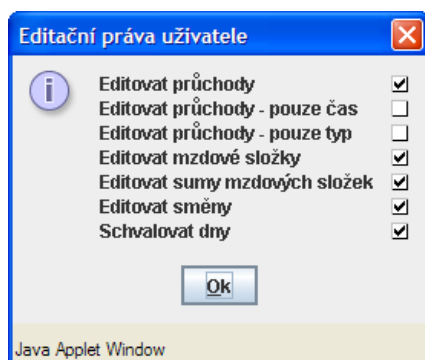 Editační práva uživatele
Editovat průchody
Editovat průchody - pouze čas
Editovat průchody - pouze typ
Editovat mzdové složky
Editovat sumy mzdových složek
Editovat směny
Schvalovat dny
Ok
Java Applet Window